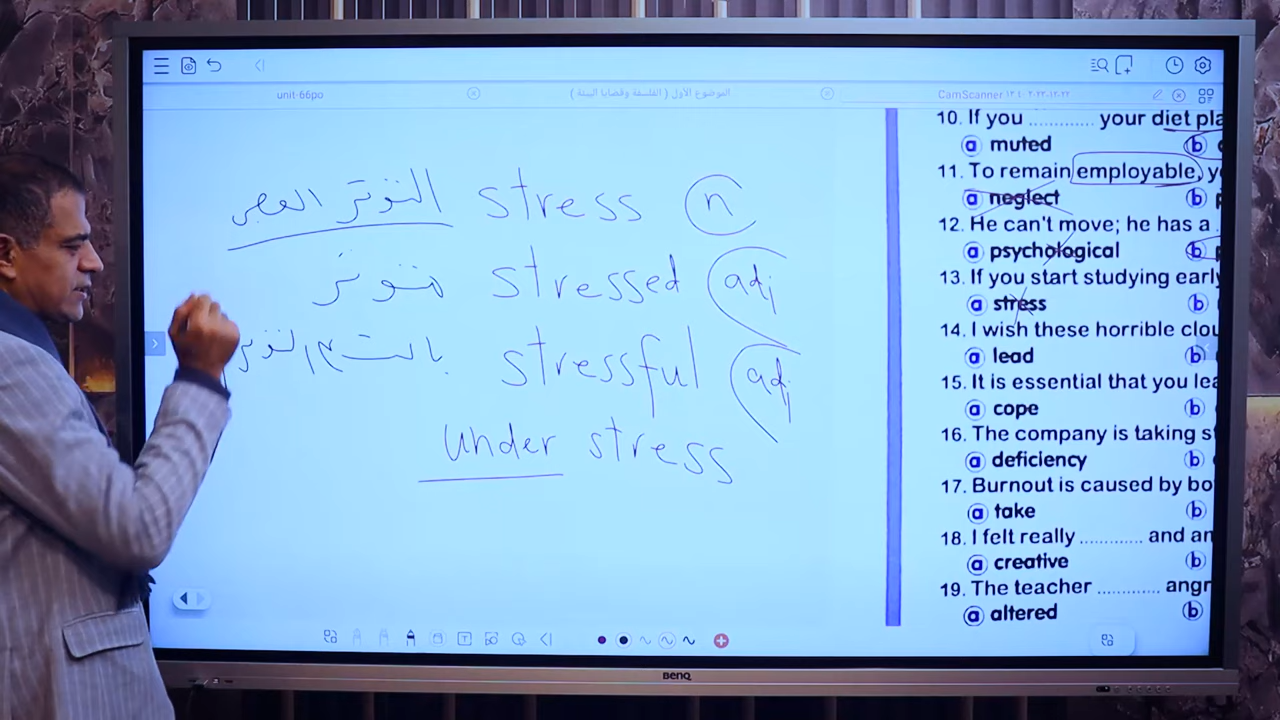 unit-66po
الموضوع الأول ( الفلسفة وقضايا البيئة )
CamScanner ١٣٤٠٢-١٢-٢٢
stress n التوتر العصبى
stressed adj متوتر
stressful adj
under stress
10. If you ............. your diet pla
a muted b
11. To remain employable, y
a neglect b
12. He can't move; he has a
a psychological b
13. If you start studying early
a stress b
14. I wish these horrible clou
a lead b
15. It is essential that you lea
a cope b
16. The company is taking s
a deficiency b
17. Burnout is caused by bo
a take b
18. I felt really ............. and an
a creative b
19. The teacher ............. angr
a altered b
BenQ